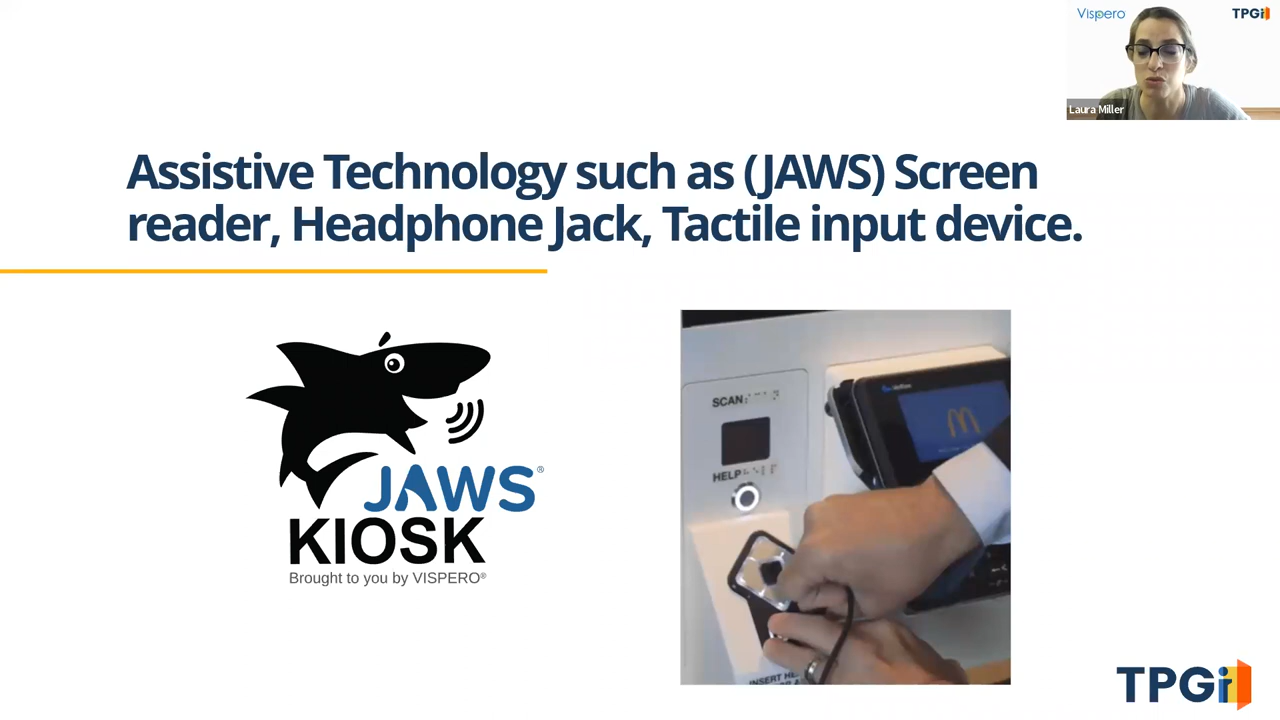 Vispero
TPGi
Laura Miller
Assistive Technology such as (JAWS) Screen
reader, Headphone Jack, Tactile input device.
SCAN
HELP
JAWS®
KIOSK
Brought to you by VISPERO®
INSERT
TPGi